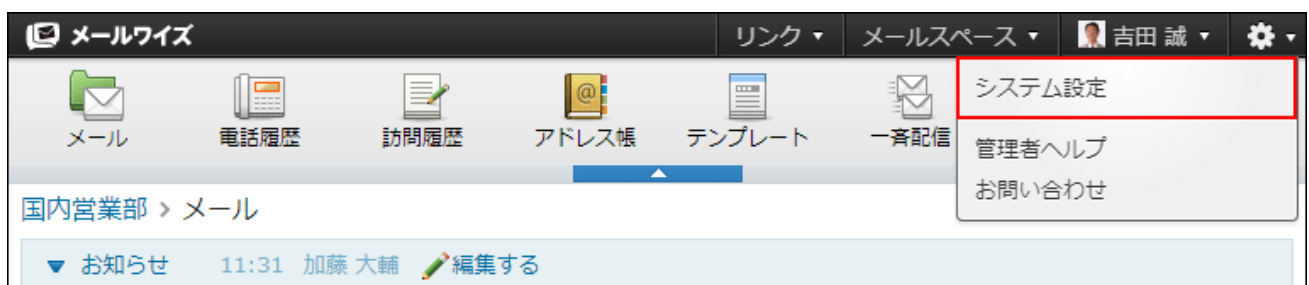 メールワイズ リンク メールスペース 吉田 誠
メール 電話履歴 訪問履歴 アドレス帳 テンプレート 一斉配信
システム設定
管理者ヘルプ
お問い合わせ
国内営業部 > メール
お知らせ 11:31 加藤 大輔 編集する